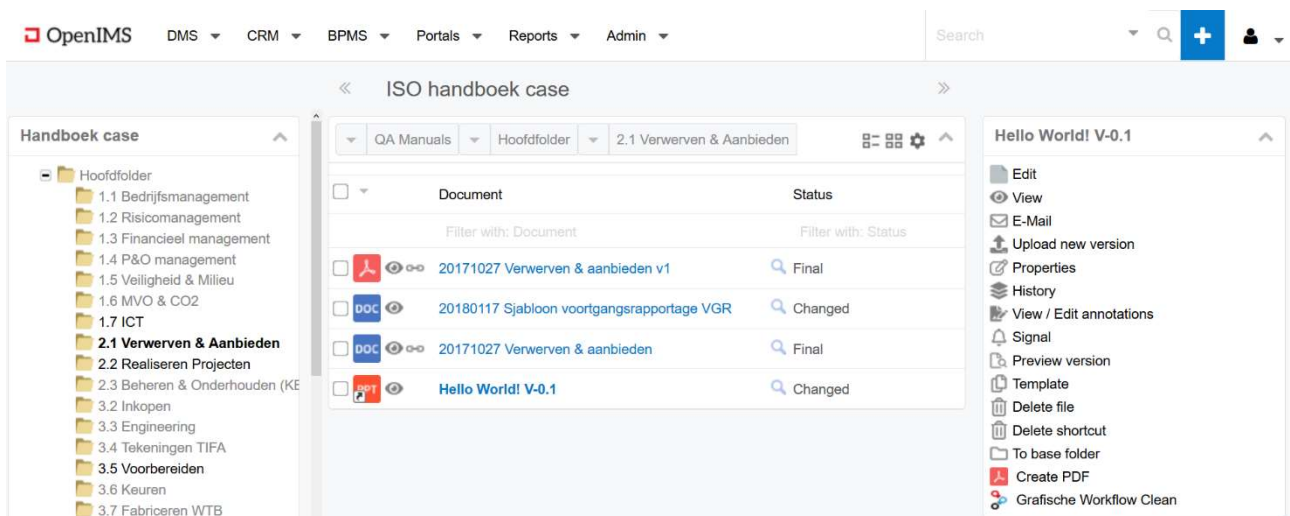 OpenIMS DMS CRM BPMS Portals Reports Admin Search
ISO handboek case
Handboek case
Hoofdfolder
1.1 Bedrijfsmanagement
1.2 Risicomanagement
1.3 Financieel management
1.4 P&O management
1.5 Veiligheid & Milieu
1.6 MVO & CO2
1.7 ICT
2.1 Verwerven & Aanbieden
2.2 Realiseren Projecten
2.3 Beheren & Onderhouden (KE
3.2 Inkopen
3.3 Engineering
3.4 Tekeningen TIFA
3.5 Voorbereiden
3.6 Keuren
3.7 Fabriceren WTB
QA Manuals Hoofdfolder 2.1 Verwerven & Aanbieden
Document Status
Filter with: Document Filter with: Status
20171027 Verwerven & aanbieden v1 Final
DOC 20180117 Sjabloon voortgangsrapportage VGR Changed
DOC 20171027 Verwerven & aanbieden Final
PPT Hello World! V-0.1 Changed
Hello World! V-0.1
Edit
View
E-Mail
Upload new version
Properties
History
View / Edit annotations
Signal
Preview version
Template
Delete file
Delete shortcut
To base folder
Create PDF
Grafische Workflow Clean